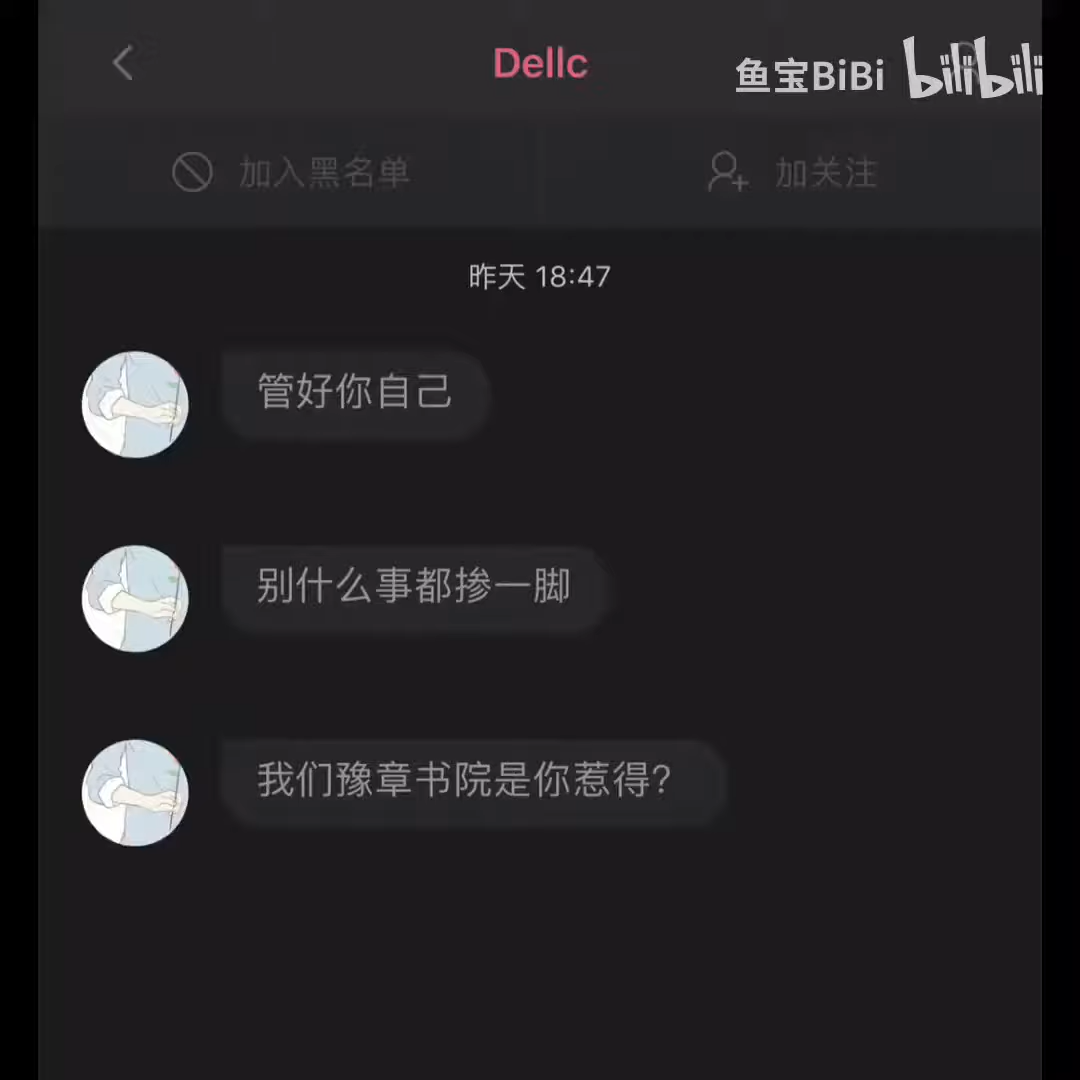 Dellc
鱼宝BiBi bilibili
加入黑名单
加关注
昨天 18:47
管好你自己
别什么事都掺一脚
我们豫章书院是你惹得?